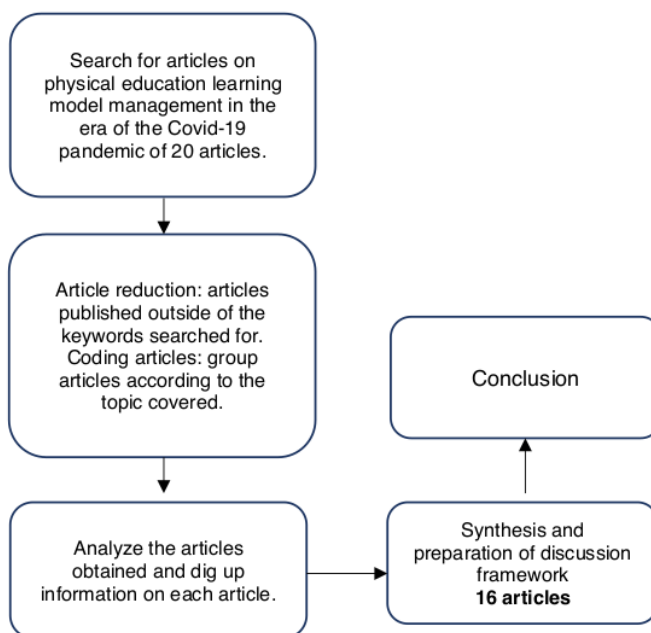 Search for articles on
physical education learning
model management in the
era of the Covid-19
pandemic of 20 articles.
Article reduction: articles
published outside of the
keywords searched for.
Coding articles: group
articles according to the
topic covered.
Analyze the articles
obtained and dig up
information on each article.
Synthesis and
preparation of discussion
framework
16 articles
Conclusion